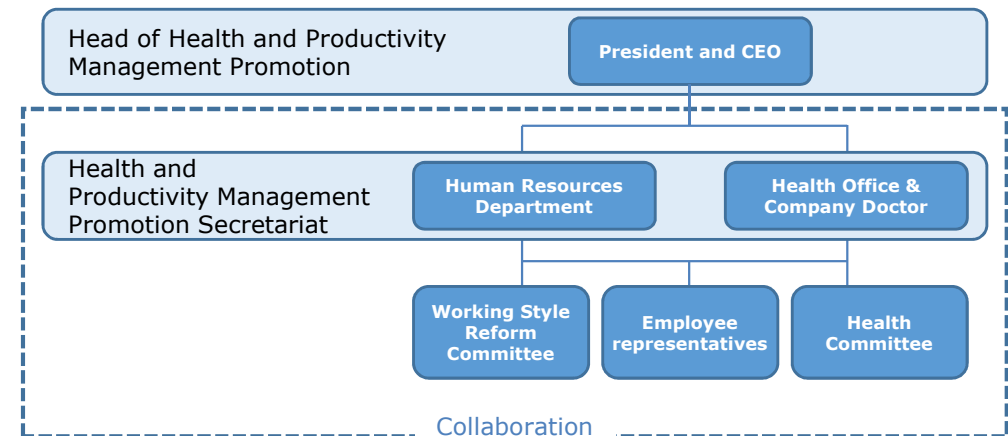 Head of Health and Productivity
Management Promotion
President and CEO
Health and
Productivity Management
Promotion Secretariat
Human Resources
Department
Health Office &
Company Doctor
Working Style
Reform
Committee
Employee
representatives
Health
Committee
Collaboration